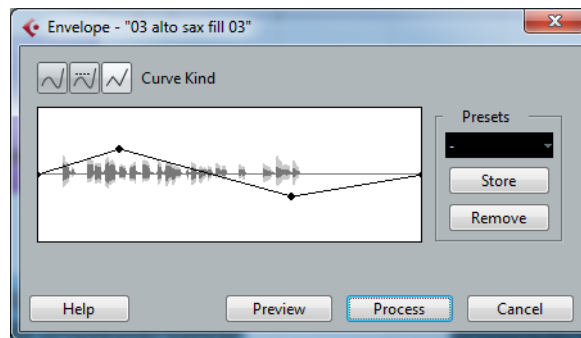 Envelope - "03 alto sax fill 03"
Curve Kind
Presets
-
Store
Remove
Help
Preview
Process
Cancel